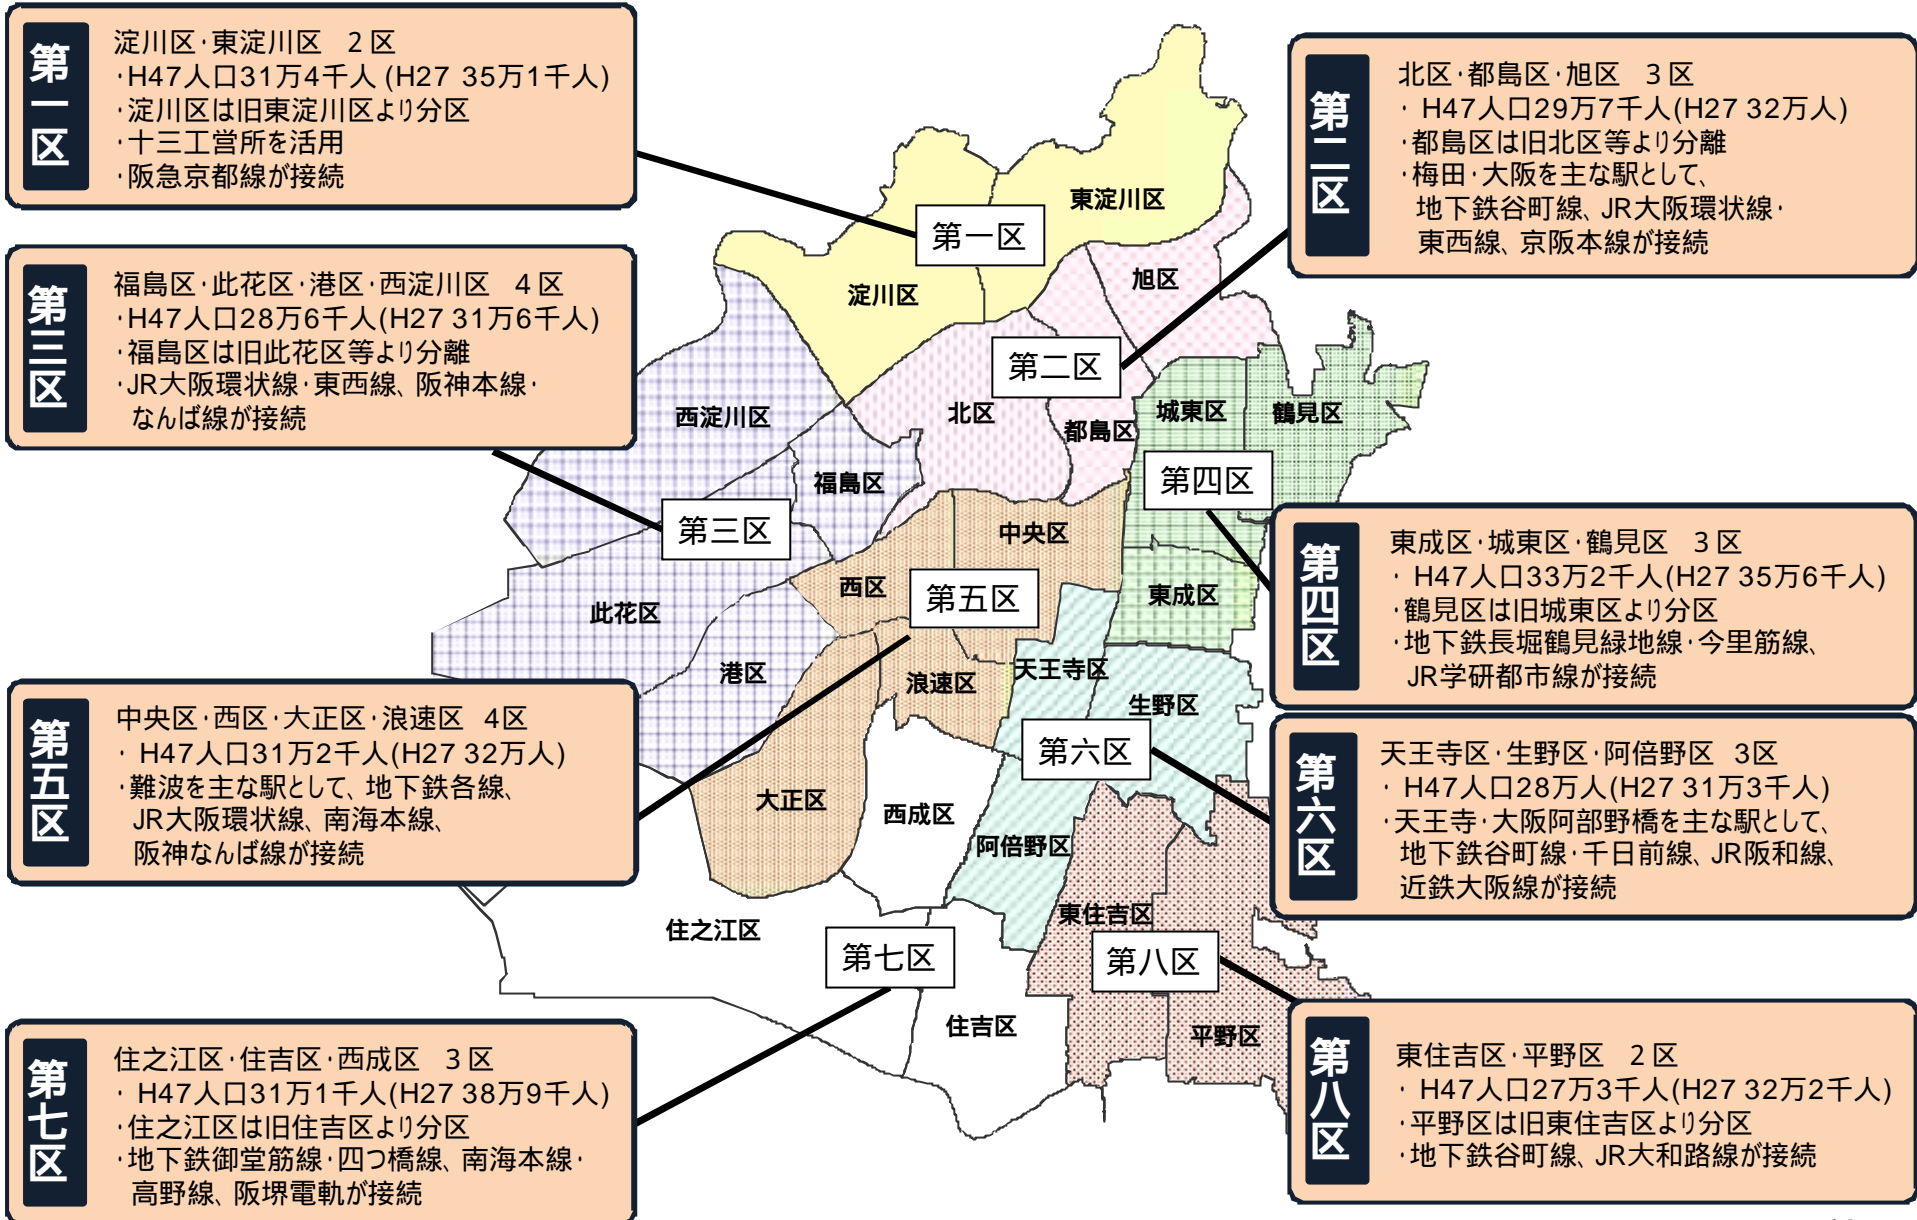 第一区
淀川区・東淀川区 2区
・H47人口31万4千人 (H27 35万1千人)
・淀川区は旧東淀川区より分区
・十三工営所を活用
・阪急京都線が接続
第二区
北区・都島区・旭区 3区
・ H47人口29万7千人(H27 32万人)
・都島区は旧北区等より分離
・梅田・大阪を主な駅として、
地下鉄谷町線、JR大阪環状線・
東西線、京阪本線が接続
第三区
福島区・此花区・港区・西淀川区 4区
・H47人口28万6千人(H27 31万6千人)
・福島区は旧此花区等より分離
・JR大阪環状線・東西線、阪神本線・
なんば線が接続
第四区
東成区・城東区・鶴見区 3区
・ H47人口33万2千人(H27 35万6千人)
・鶴見区は旧城東区より分区
・地下鉄長堀鶴見緑地線・今里筋線、
JR学研都市線が接続
第五区
中央区・西区・大正区・浪速区 4区
・ H47人口31万2千人(H27 32万人)
・難波を主な駅として、地下鉄各線、
JR大阪環状線、南海本線、
阪神なんば線が接続
第六区
天王寺区・生野区・阿倍野区 3区
・ H47人口28万人(H27 31万3千人)
・天王寺・大阪阿部野橋を主な駅として、
地下鉄谷町線・千日前線、JR阪和線、
近鉄大阪線が接続
第七区
住之江区・住吉区・西成区 3区
・ H47人口31万1千人(H27 38万9千人)
・住之江区は旧住吉区より分区
・地下鉄御堂筋線・四つ橋線、南海本線・
高野線、阪堺電軌が接続
第八区
東住吉区・平野区 2区
・ H47人口27万3千人(H27 32万2千人)
・平野区は旧東住吉区より分区
・地下鉄谷町線、JR大和路線が接続
東淀川区
第一区
淀川区
旭区
第二区
西淀川区
北区
都島区
城東区
鶴見区
福島区
第四区
第三区
中央区
西区
第五区
東成区
此花区
港区
浪速区
天王寺区
生野区
第六区
大正区
西成区
阿倍野区
東住吉区
住之江区
第七区
第八区
住吉区
平野区